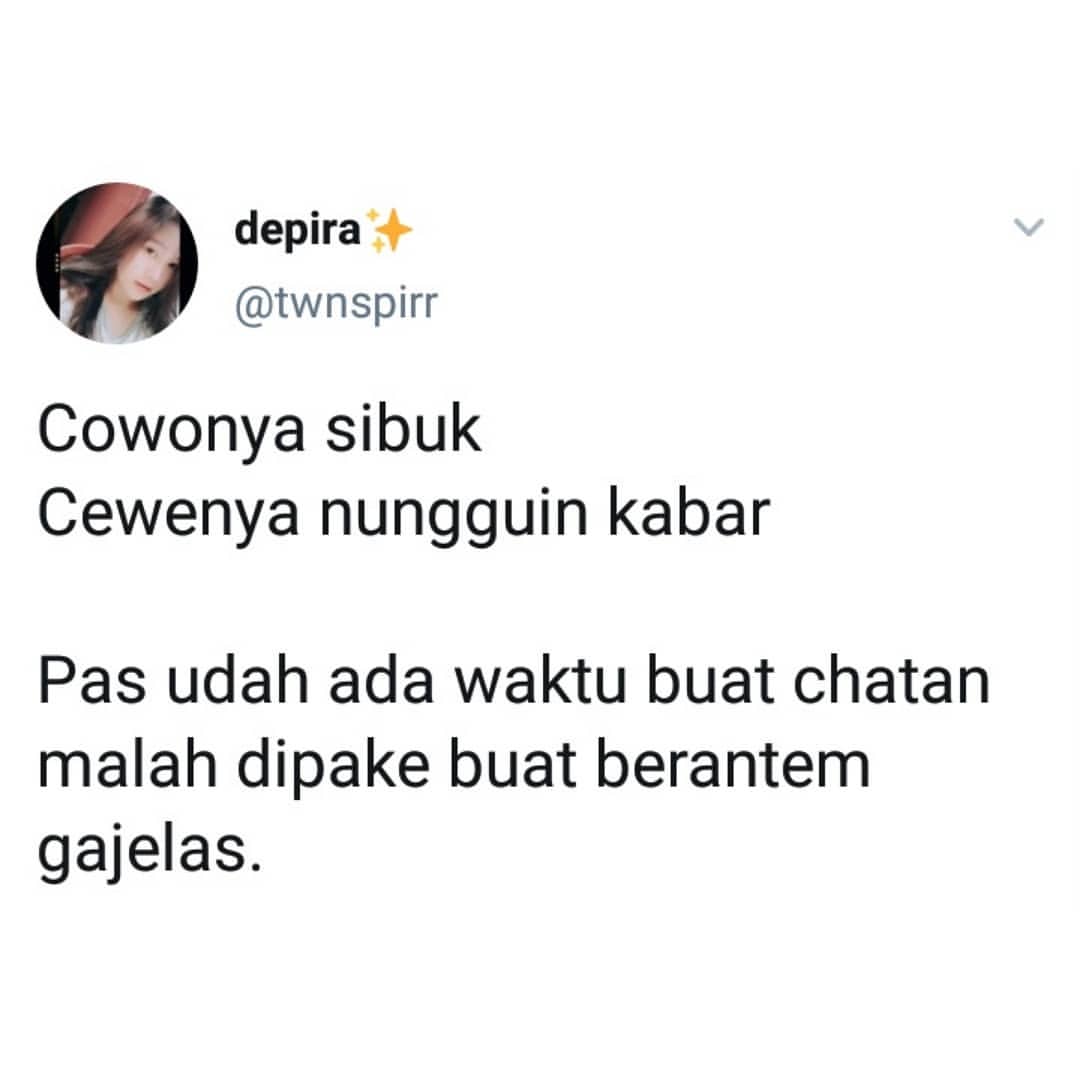 depira✨
@twnspirr
Cowonya sibuk
Cewenya nungguin kabar
Pas udah ada waktu buat chatan
malah dipake buat berantem
gajelas.